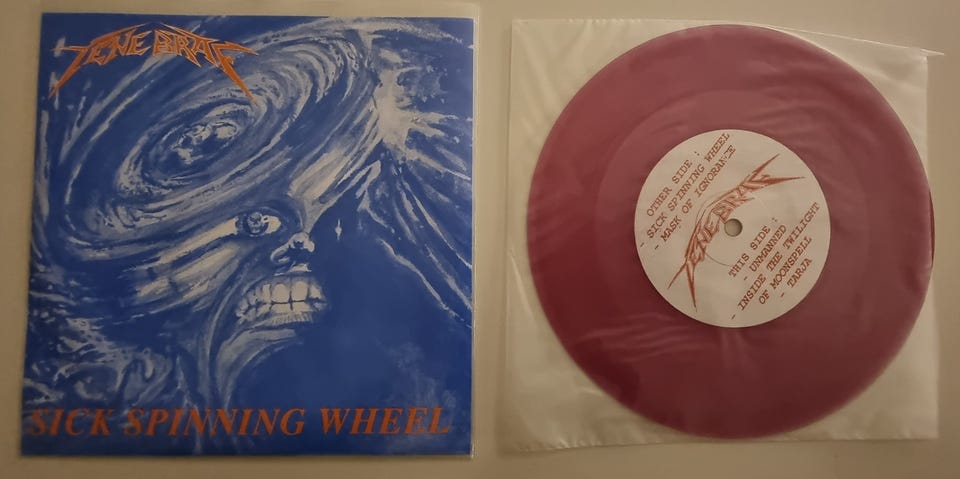 TENEBRAE
SICK SPINNING WHEEL
OTHER SIDE :
- SICK SPINNING WHEEL
- MASK OF IGNORANCE
TENEBRAE
THIS SIDE :
- UNMANNED
- INSIDE THE TWILIGHT
OF MOONSPELL
- TARJA